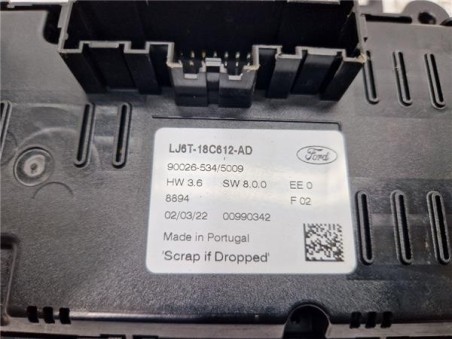 LJ6T-18C612-AD
Ford
90026-534/5009
HW 3.6 SW 8.0.0 EE 0
8894 F 02
02/03/22 00990342
Made in Portugal
'Scrap if Dropped'